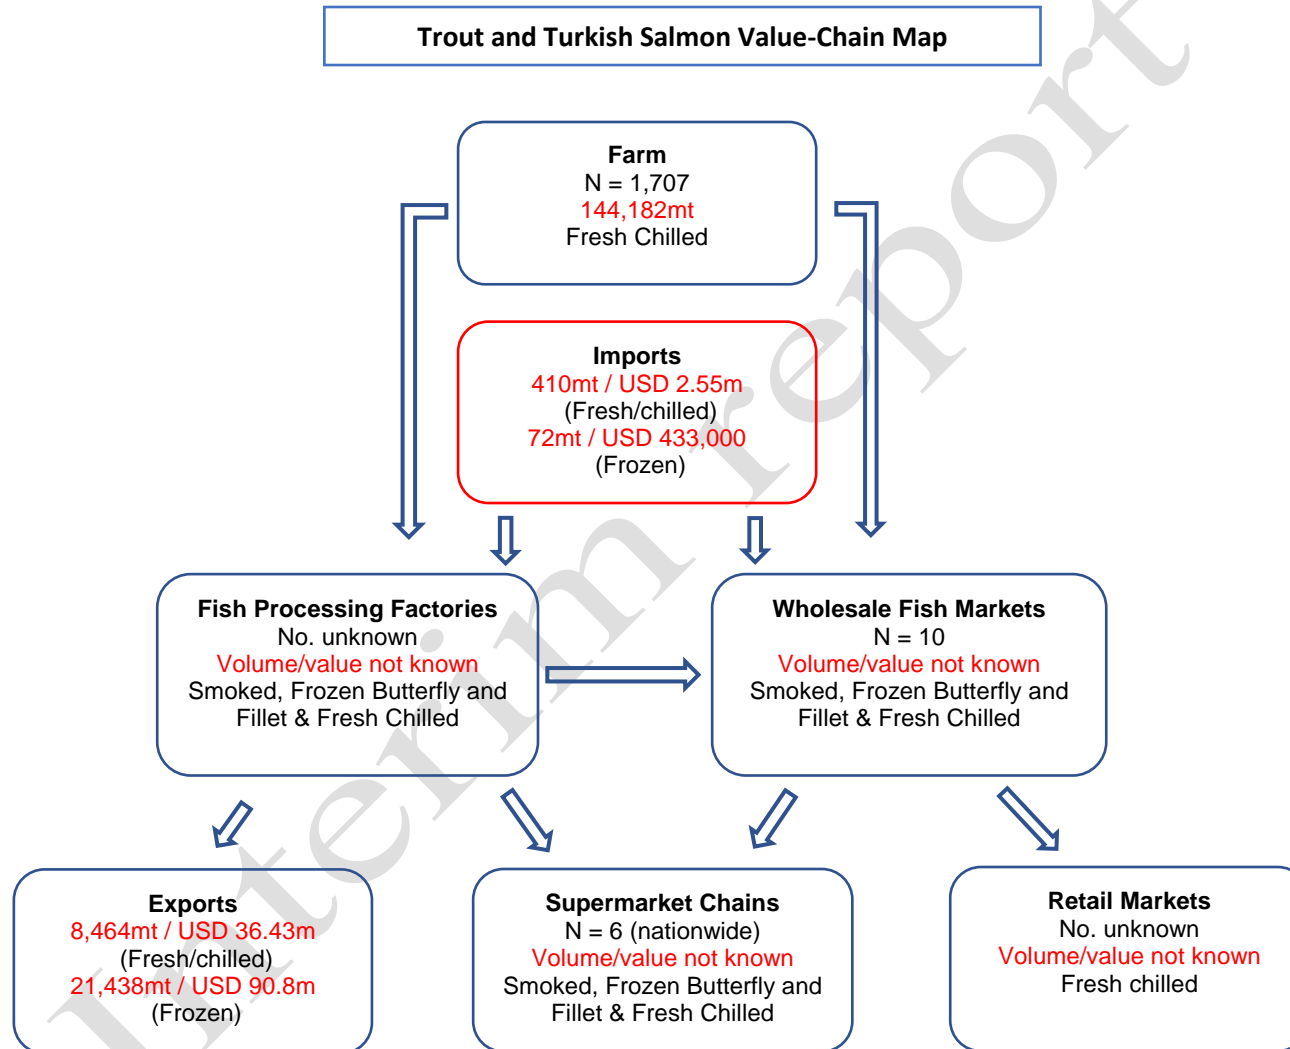 Trout and Turkish Salmon Value-Chain Map
Farm
N = 1,707
144,182mt
Fresh Chilled
Imports
410mt / USD 2.55m
(Fresh/chilled)
72mt / USD 433,000
(Frozen)
Fish Processing Factories
No. unknown
Volume/value not known
Smoked, Frozen Butterfly and
Fillet & Fresh Chilled
Wholesale Fish Markets
N = 10
Volume/value not known
Smoked, Frozen Butterfly and
Fillet & Fresh Chilled
Exports
8,464mt / USD 36.43m
(Fresh/chilled)
21,438mt / USD 90.8m
(Frozen)
Supermarket Chains
N = 6 (nationwide)
Volume/value not known
Smoked, Frozen Butterfly and
Fillet & Fresh Chilled
Retail Markets
No. unknown
Volume/value not known
Fresh chilled
Interim report